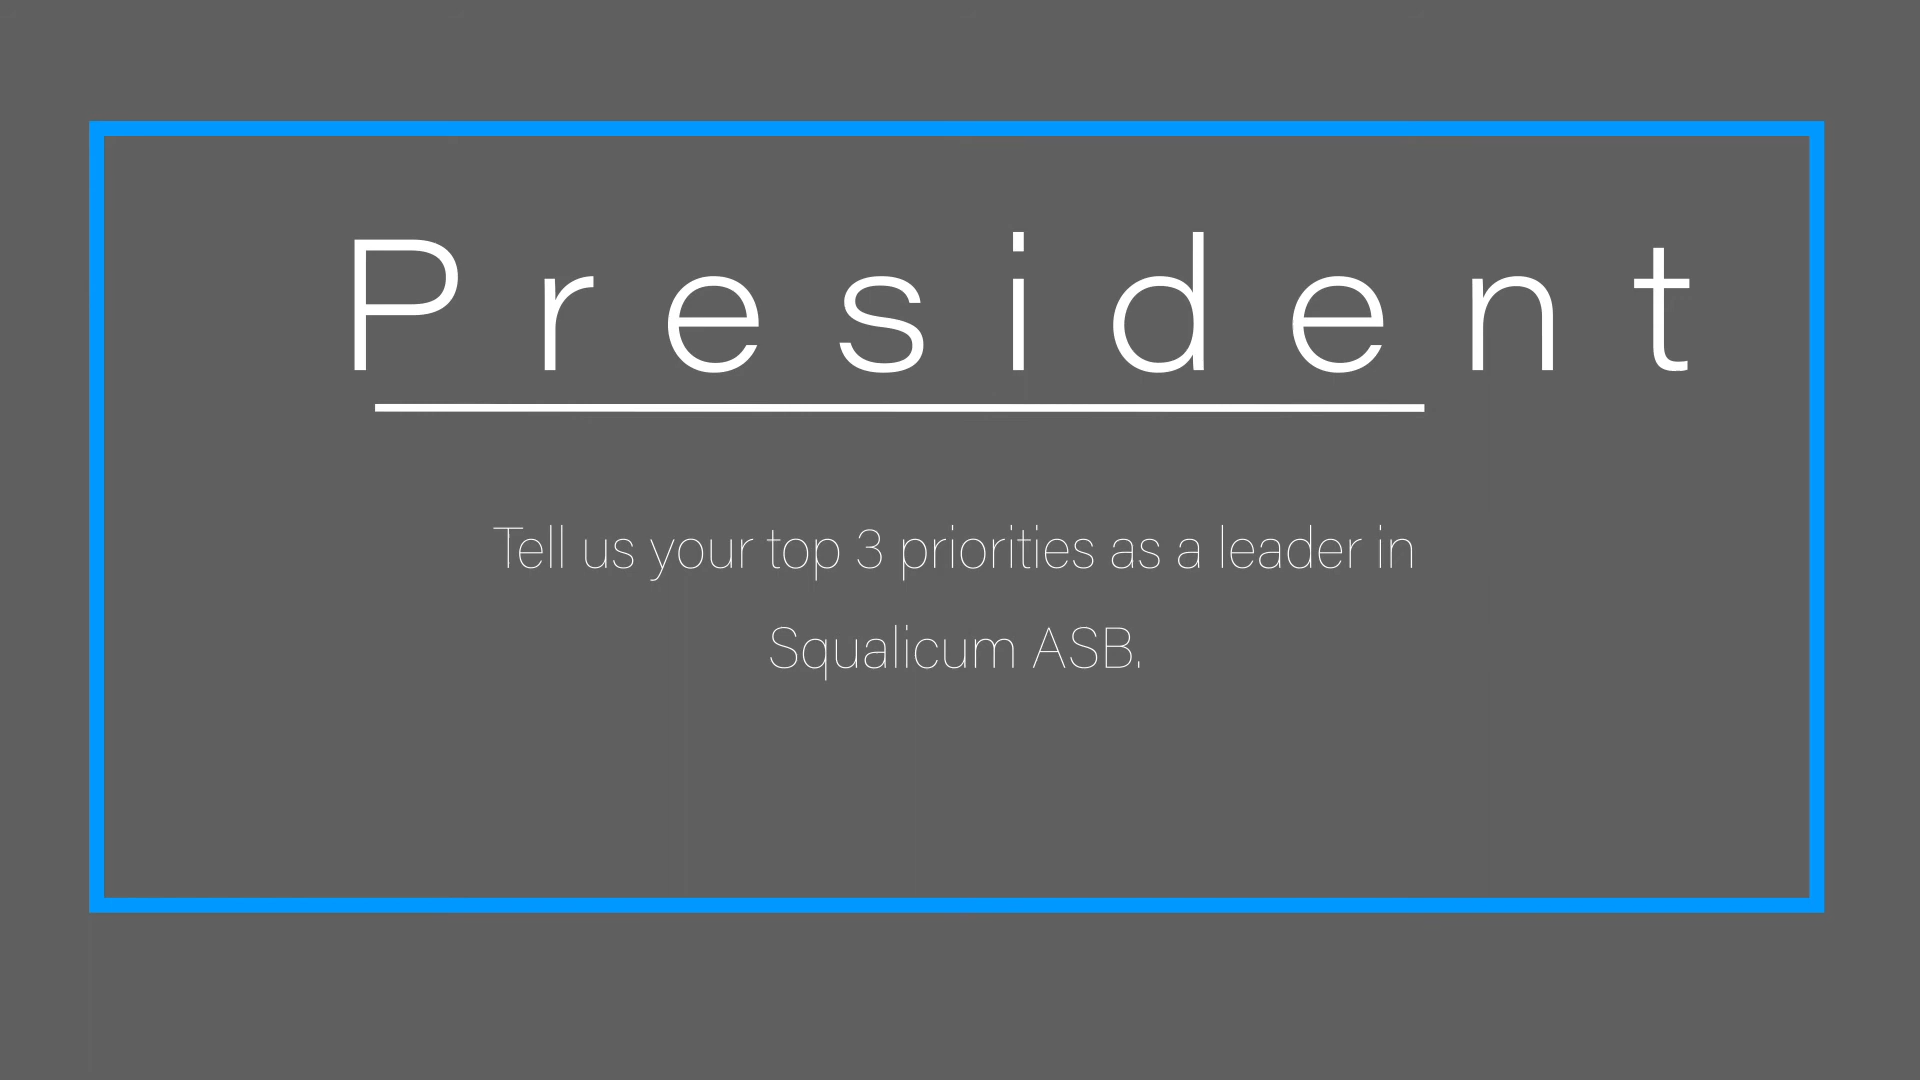 President
Tell us your top 3 priorities as a leader in
Squalicum ASB.